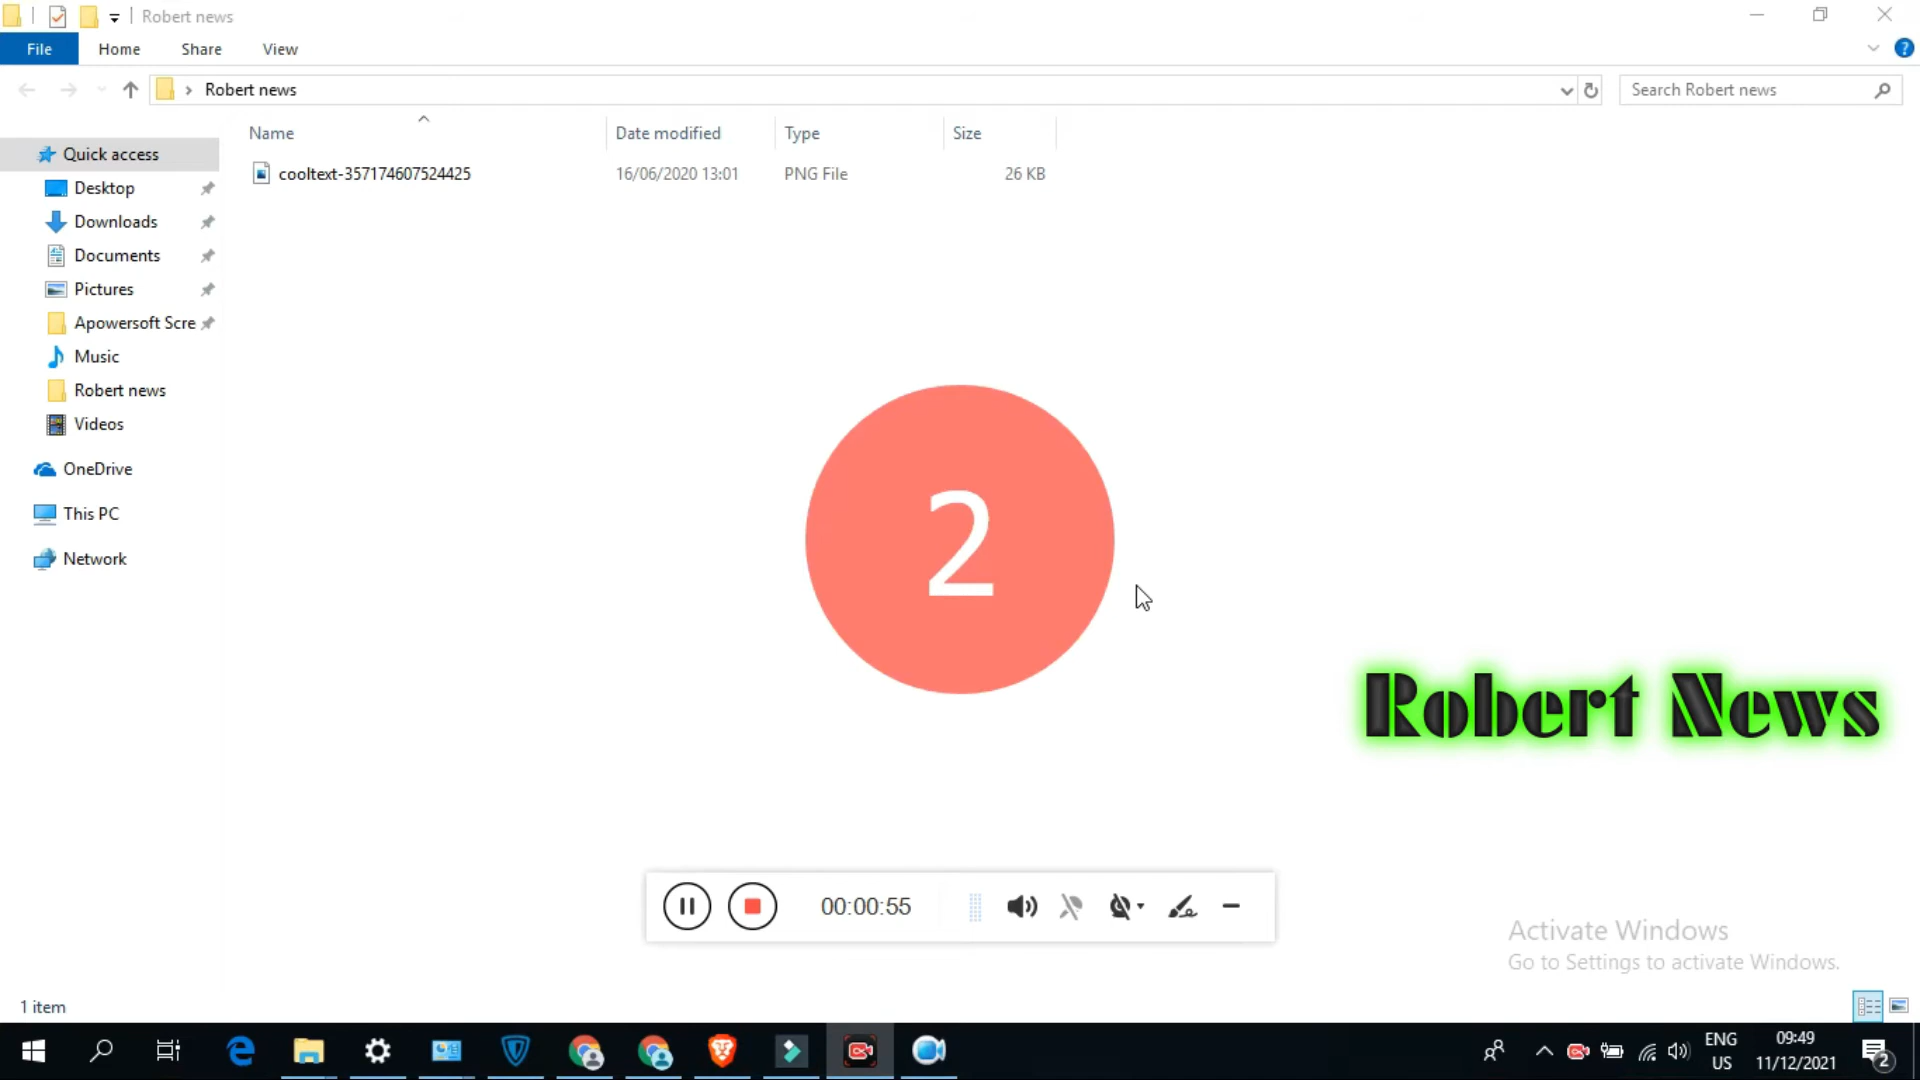 Robert news
File Home Share View
Robert news
Search Robert news
Name Date modified Type Size
cooltext-357174607524425 16/06/2020 13:01 PNG File 26 KB
Quick access
Desktop
Downloads
Documents
Pictures
Apowersoft Scre
Music
Robert news
Videos
OneDrive
This PC
Network
2
Robert News
00:00:55
Activate Windows
Go to Settings to activate Windows.
1 item
ENG
US
09:49
11/12/2021
2